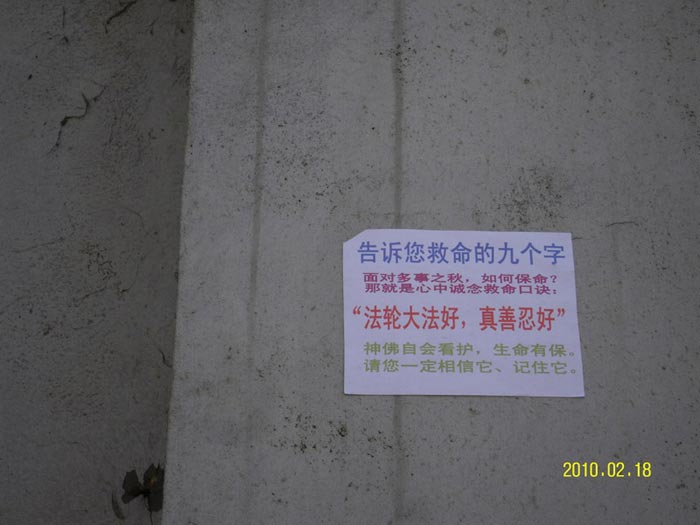 告诉您救命的九个字
面对多事之秋，如何保命？
那就是心中诚念救命口诀：
“法轮大法好，真善忍好”
神佛自会看护，生命有保。
请您一定相信它、记住它。
2010.02.18